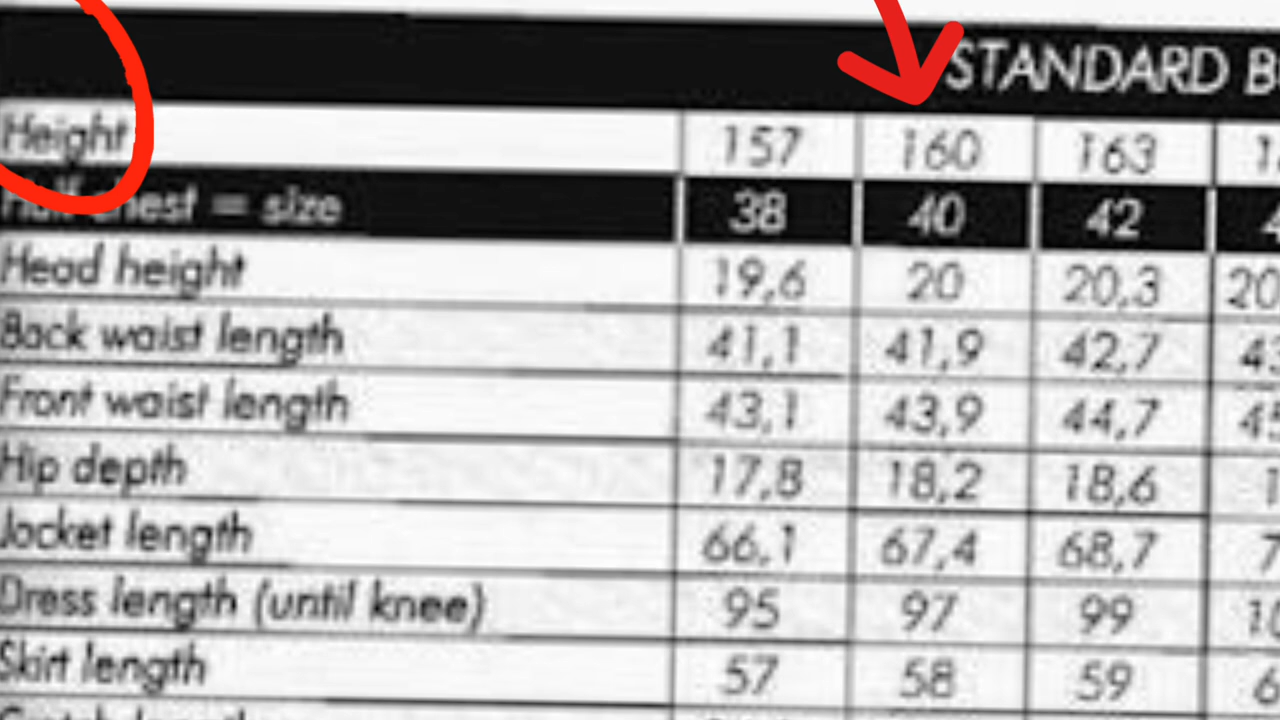 STANDARD
Height 157 160 163
= size 38 40 42
Head height 19,6 20 20,3
Back waist length 41,1 41,9 42,7
Front waist length 43,1 43,9 44,7
Hip depth 17,8 18,2 18,6
Jacket length 66,1 67,4 68,7
Dress length (until knee) 95 97 99
Skirt length 57 58 59